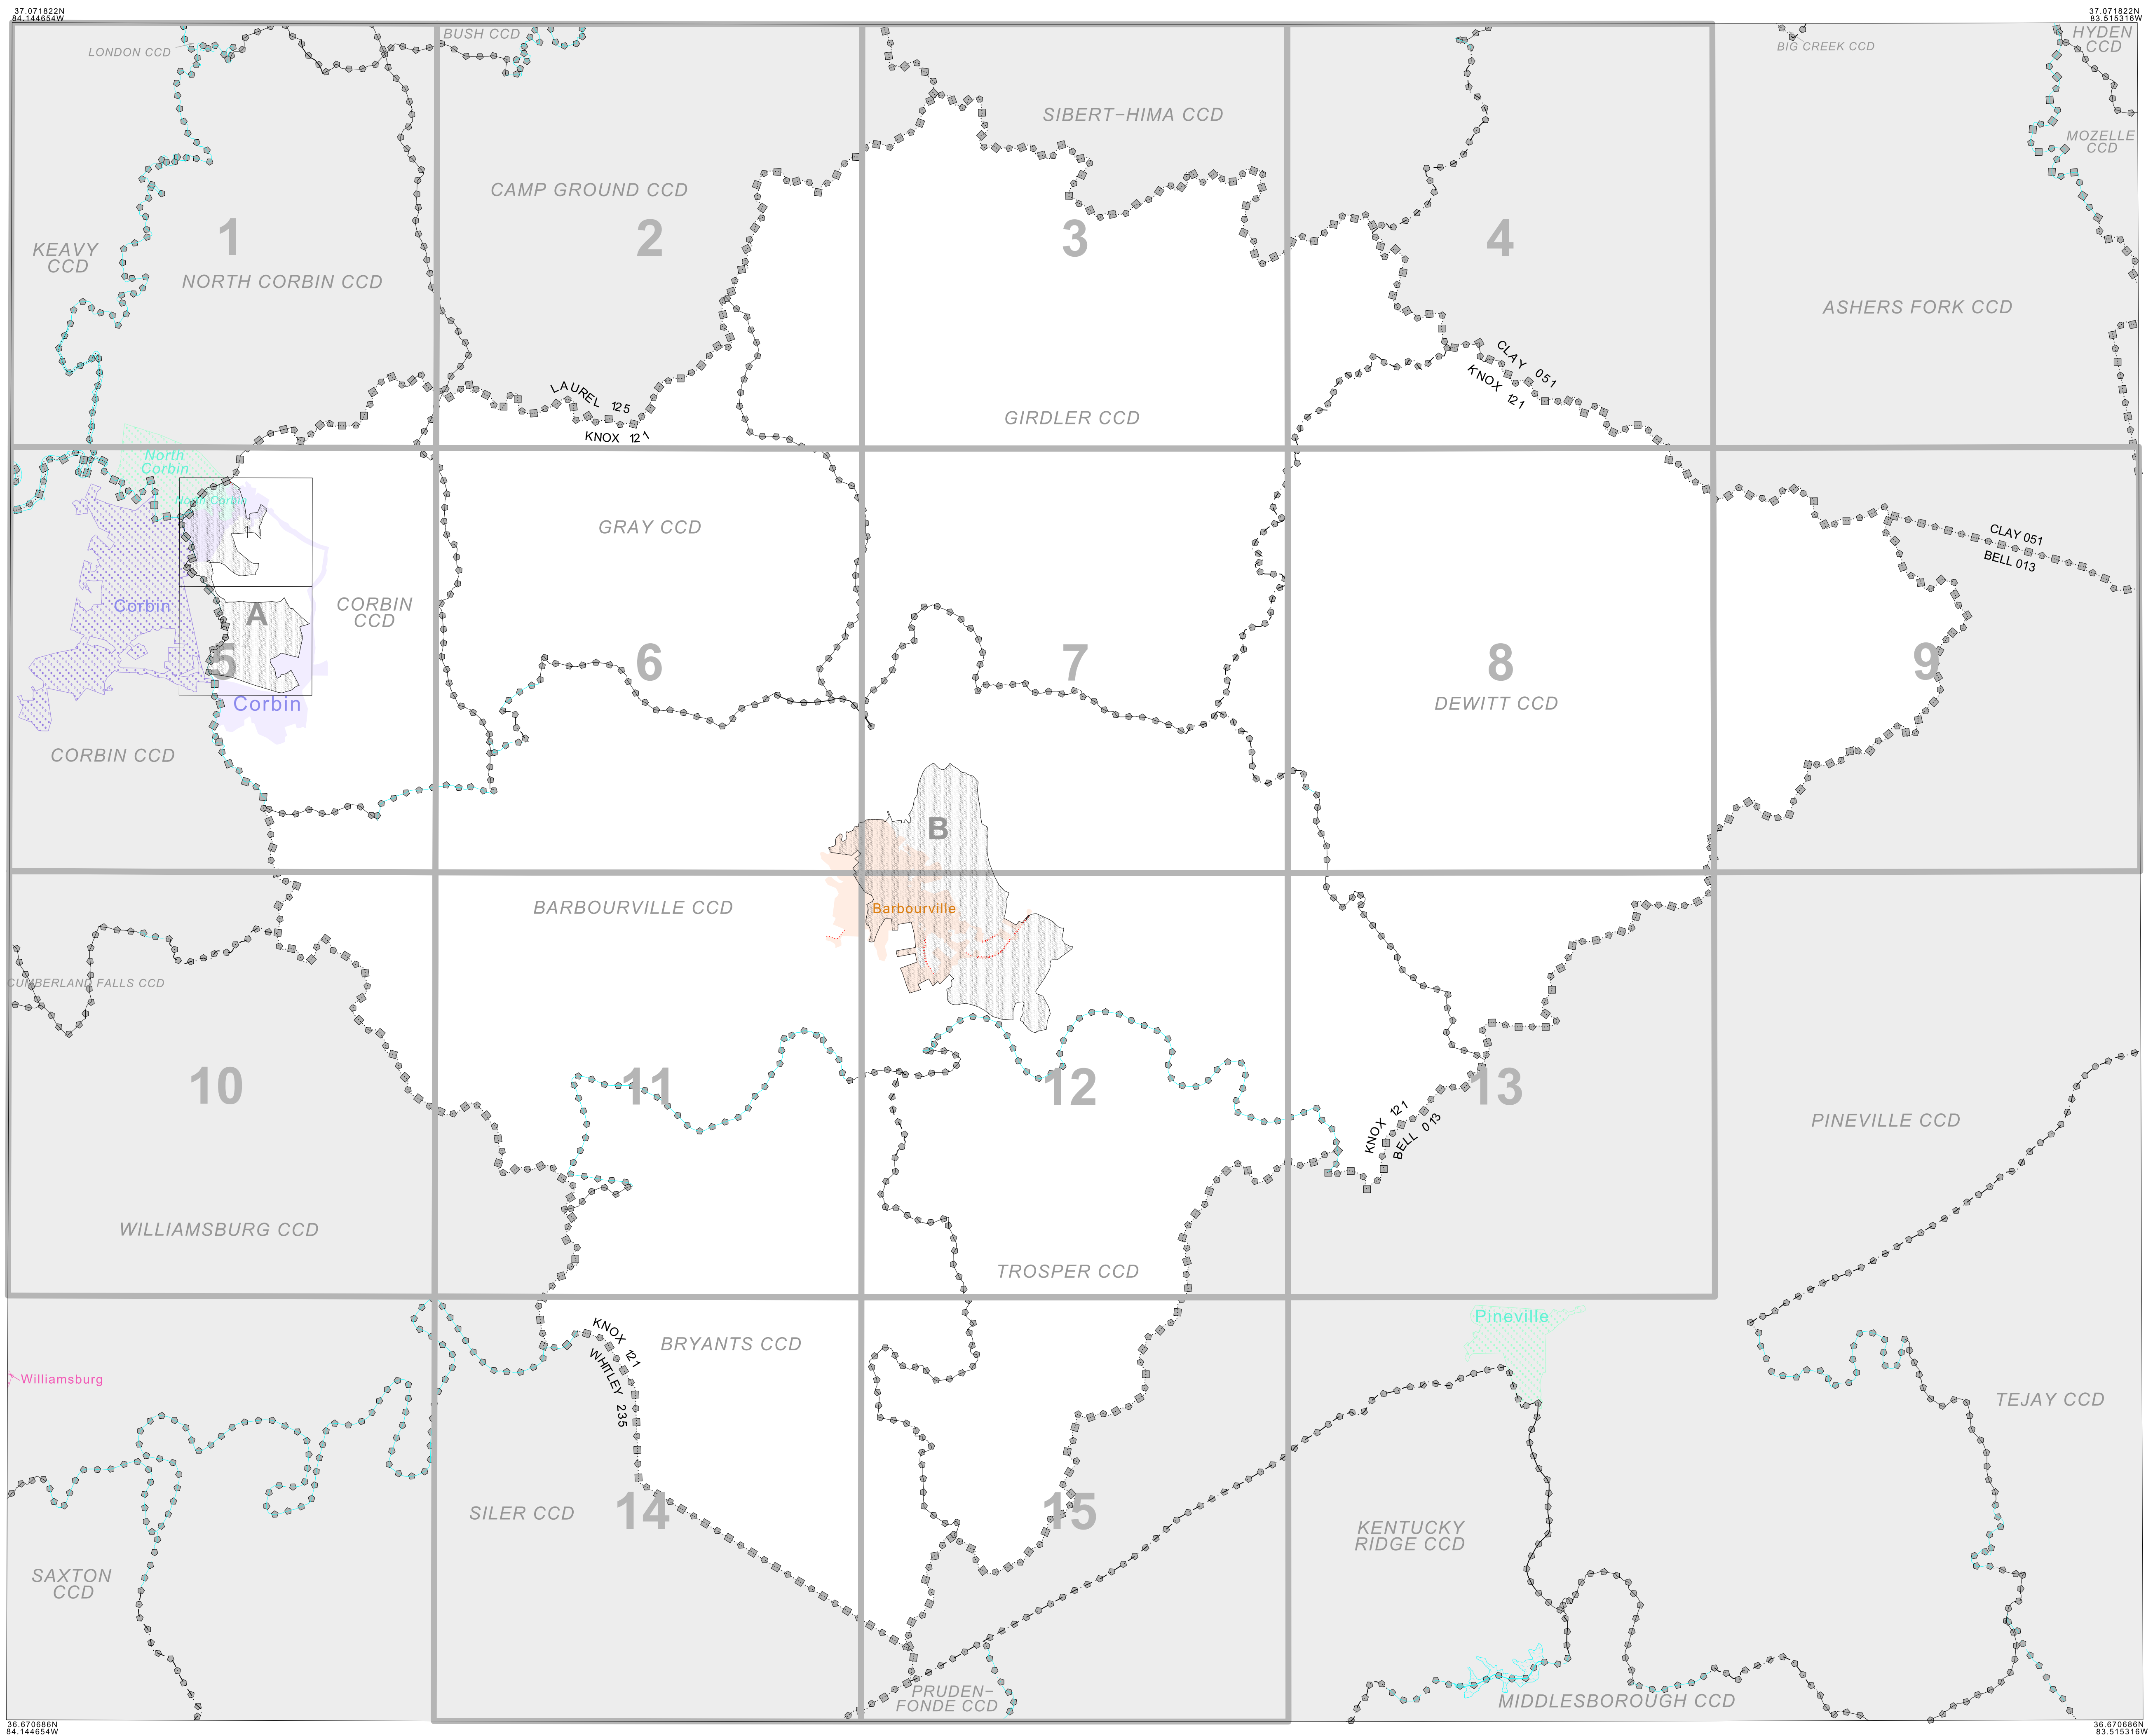 37.071822N
84.144654W
37.071822N
83.515316W
LONDON CCD
BUSH CCD
BIG CREEK CCD
HYDEN
CCD
SIBERT-HIMA CCD
MOZELLE
CCD
CAMP GROUND CCD
1
2
3
4
KEAVY
CCD
NORTH CORBIN CCD
ASHERS FORK CCD
CLAY 051
KNOX 121
LAUREL 125
KNOX 121
GIRDLER CCD
North
Corbin
North Corbin
GRAY CCD
1
CLAY 051
BELL 013
Corbin
A
CORBIN
CCD
2
5
6
7
8
9
Corbin
DEWITT CCD
CORBIN CCD
B
BARBOURVILLE CCD
Barbourville
CUMBERLAND FALLS CCD
10
11
12
13
KNOX 121
BELL 013
PINEVILLE CCD
WILLIAMSBURG CCD
TROSPER CCD
Pineville
KNOX 121
WHITLEY 235
BRYANTS CCD
Williamsburg
TEJAY CCD
SILER CCD
14
15
KENTUCKY
RIDGE CCD
SAXTON
CCD
PRUDEN-
FONDE CCD
MIDDLESBOROUGH CCD
36.670686N
84.144654W
36.670686N
83.515316W